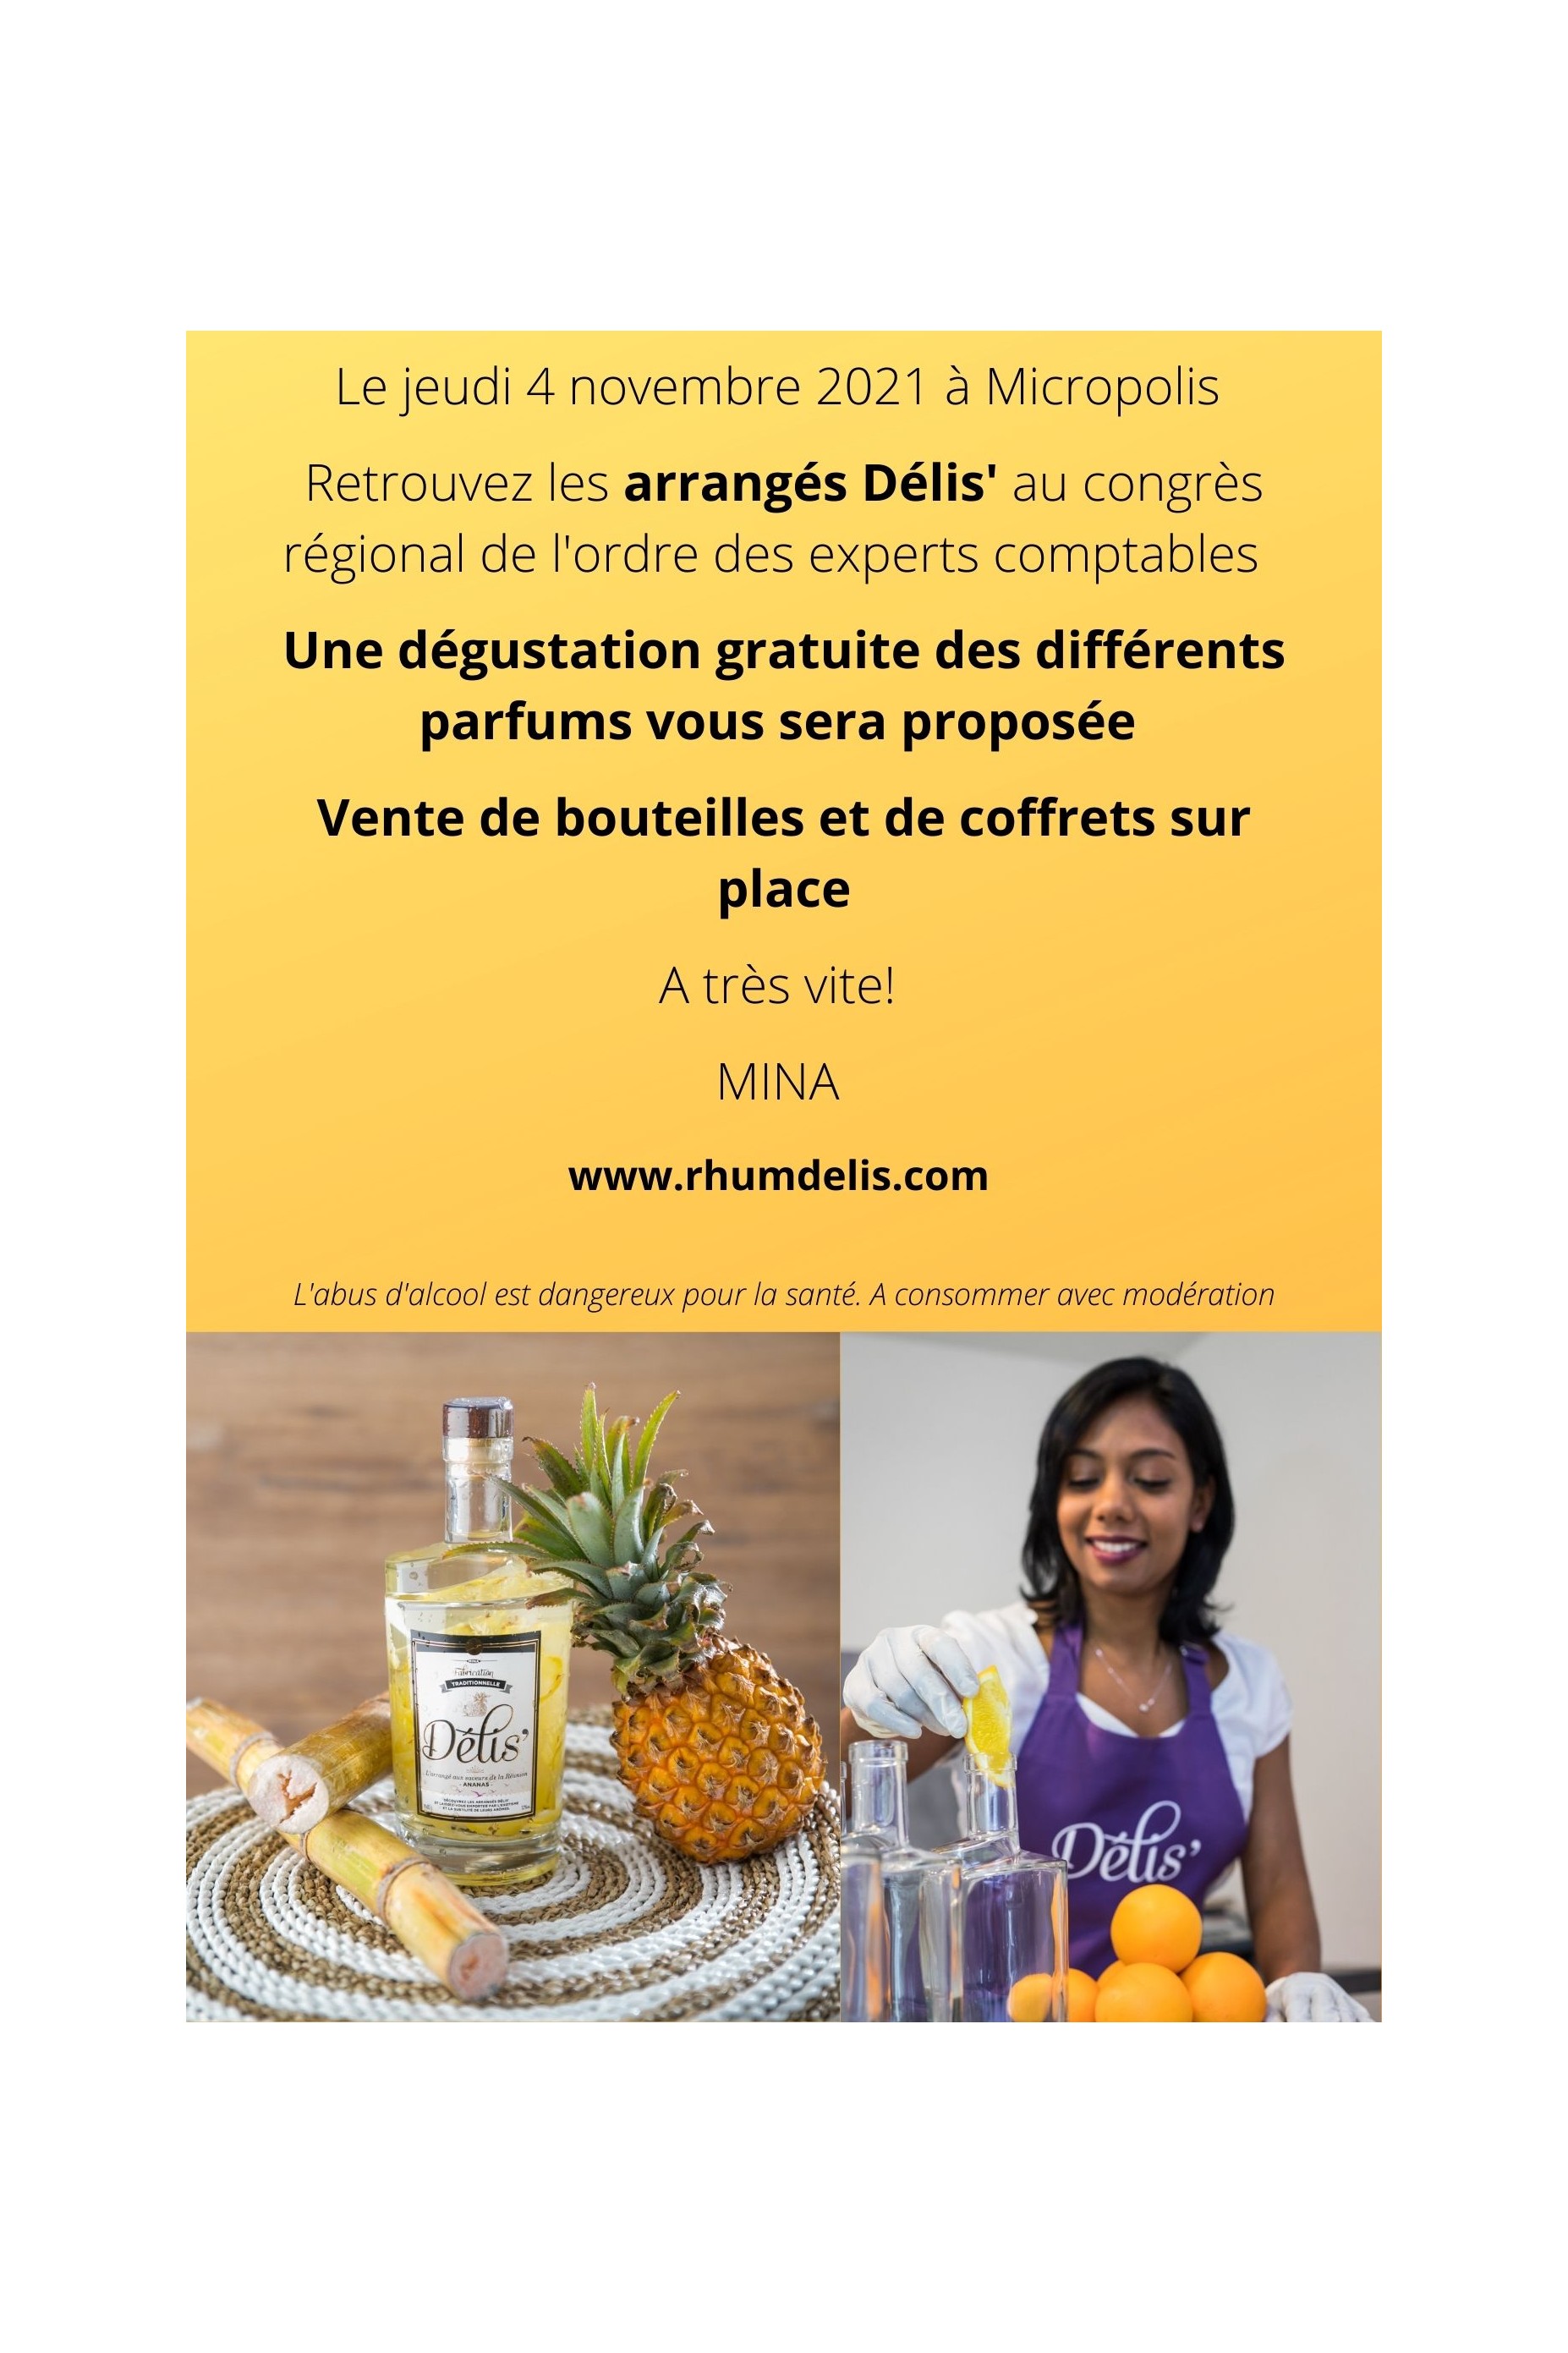 Le jeudi 4 novembre 2021 à Micropolis
Retrouvez les arrangés Délis' au congrès
régional de l'ordre des experts comptables
Une dégustation gratuite des différents
parfums vous sera proposée
Vente de bouteilles et de coffrets sur
place
A très vite!
MINA
www.rhumdelis.com
L'abus d'alcool est dangereux pour la santé. A consommer avec modération
Fabrication
TRADITIONNELLE
Délis'
L'arrangé aux saveurs de la Réunion
ANANAS
Délis'